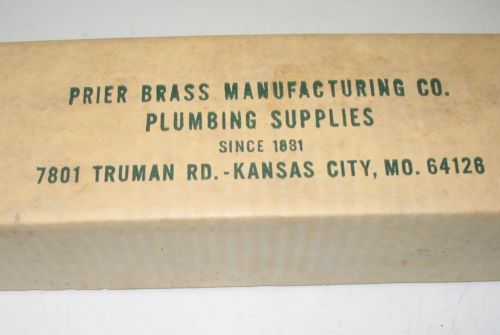 PRIER BRASS MANUFACTURING CO.
PLUMBING SUPPLIES
SINCE 1881
7801 TRUMAN RD.-KANSAS CITY, MO. 64126